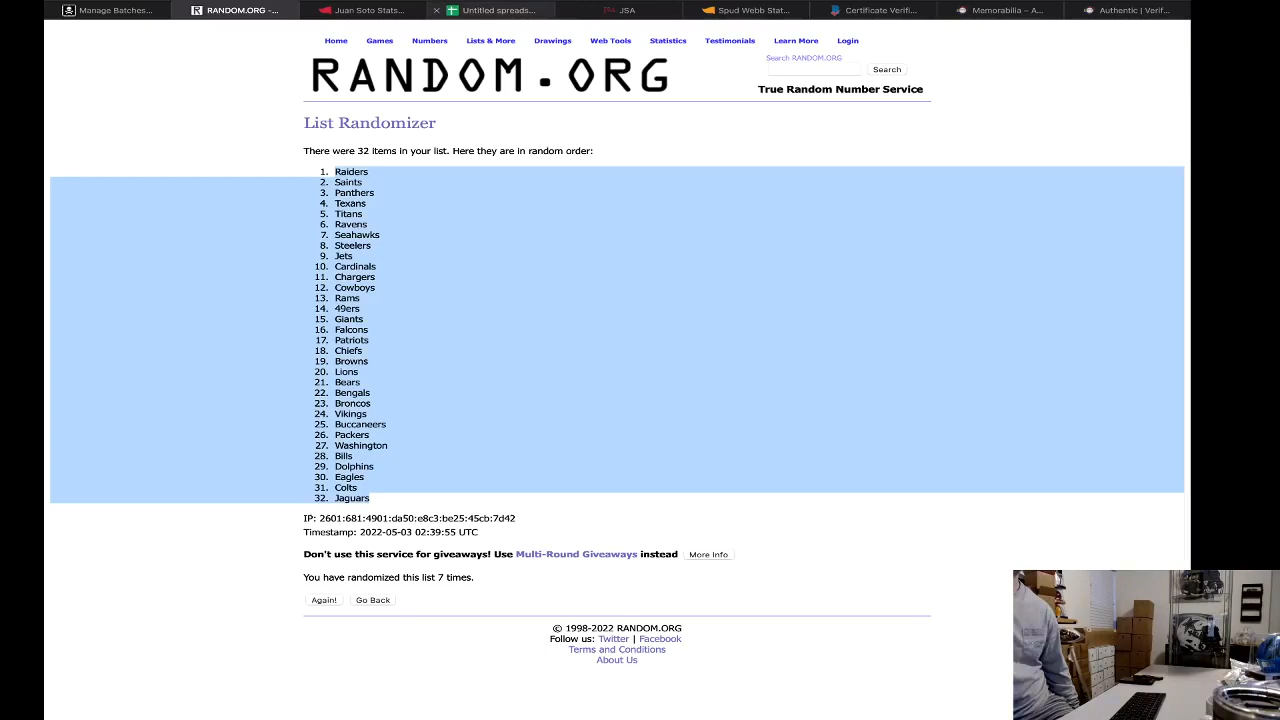 Manage Batches...
RANDOM.ORG -...
Juan Soto Stats...
Untitled spreads...
JSA
Spud Webb Stat...
Certificate Verifi...
Memorabilia – A...
Authentic | Verif...
Home Games Numbers Lists & More Drawings Web Tools Statistics Testimonials Learn More Login
RANDOM.ORG
Search RANDOM.ORG
Search
True Random Number Service
List Randomizer
There were 32 items in your list. Here they are in random order:
1. Raiders
2. Saints
3. Panthers
4. Texans
5. Titans
6. Ravens
7. Seahawks
8. Steelers
9. Jets
10. Cardinals
11. Chargers
12. Cowboys
13. Rams
14. 49ers
15. Giants
16. Falcons
17. Patriots
18. Chiefs
19. Browns
20. Lions
21. Bears
22. Bengals
23. Broncos
24. Vikings
25. Buccaneers
26. Packers
27. Washington
28. Bills
29. Dolphins
30. Eagles
31. Colts
32. Jaguars
IP: 2601:681:4901:da50:e8c3:be25:45cb:7d42
Timestamp: 2022-05-03 02:39:55 UTC
Don't use this service for giveaways! Use Multi-Round Giveaways instead More Info
You have randomized this list 7 times.
Again! Go Back
© 1998-2022 RANDOM.ORG
Follow us: Twitter | Facebook
Terms and Conditions
About Us